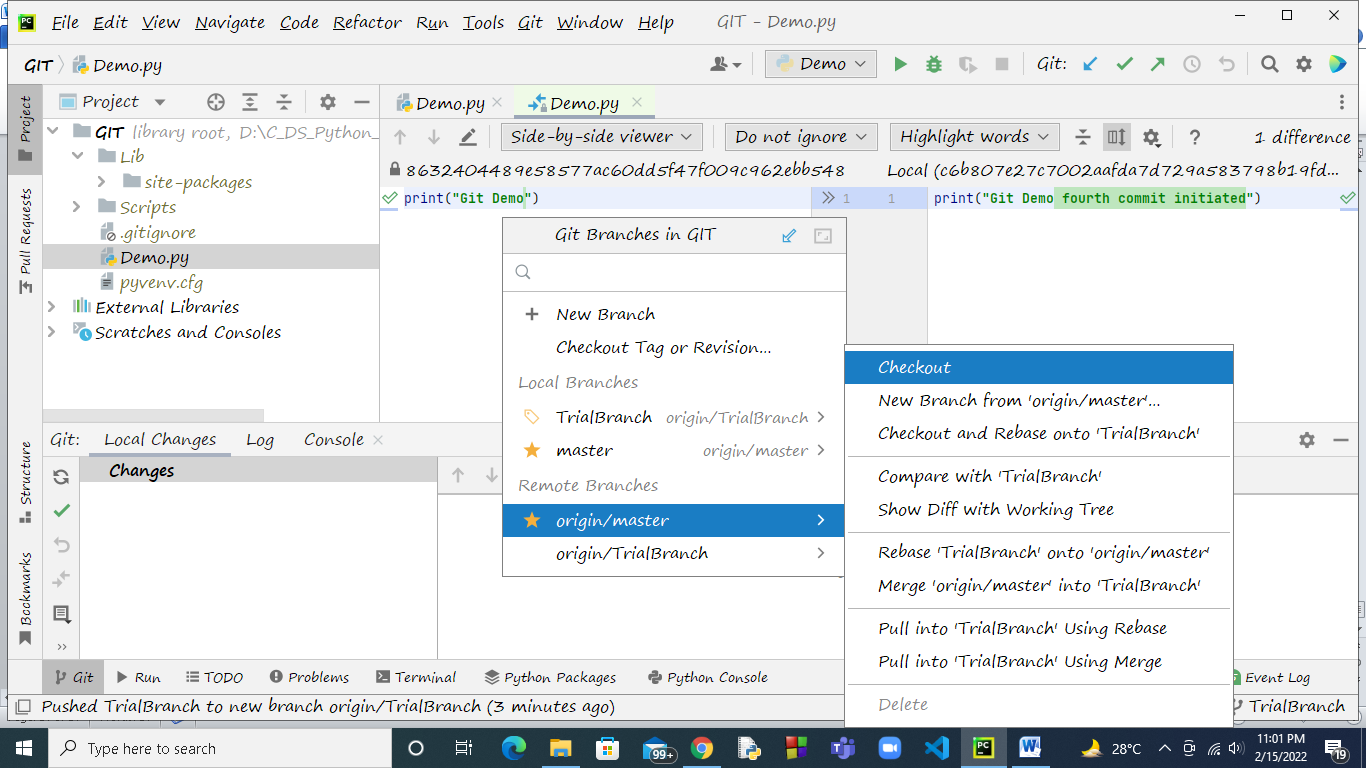 File Edit View Navigate Code Refactor Run Tools Git Window Help GIT - Demo.py
GIT Demo.py Demo Git:
Project
Pull Requests
Structure
Bookmarks
Project
GIT library root, D:\C_DS_Python_
Lib
site-packages
Scripts
.gitignore
Demo.py
pyvenv.cfg
External Libraries
Scratches and Consoles
Demo.py Demo.py
Side-by-side viewer Do not ignore Highlight words ? 1 difference
8632404489e58577ac60dd5f47f009c962ebb548 Local (c6b807e27c7002aafda7d729a583798b19fd...
print("Git Demo") 1 1 print("Git Demo fourth commit initiated")
Git Branches in GIT
New Branch
Checkout Tag or Revision...
Local Branches
TrialBranch origin/TrialBranch
master origin/master
Remote Branches
origin/master
origin/TrialBranch
Checkout
New Branch from 'origin/master'...
Checkout and Rebase onto 'TrialBranch'
Compare with 'TrialBranch'
Show Diff with Working Tree
Rebase 'TrialBranch' onto 'origin/master'
Merge 'origin/master' into 'TrialBranch'
Pull into 'TrialBranch' Using Rebase
Pull into 'TrialBranch' Using Merge
Delete
Git: Local Changes Log Console
Changes
Git Run TODO Problems Terminal Python Packages Python Console Event Log
Pushed TrialBranch to new branch origin/TrialBranch (3 minutes ago) TrialBranch
Type here to search 99+ 28°C 11:01 PM
2/15/2022 19